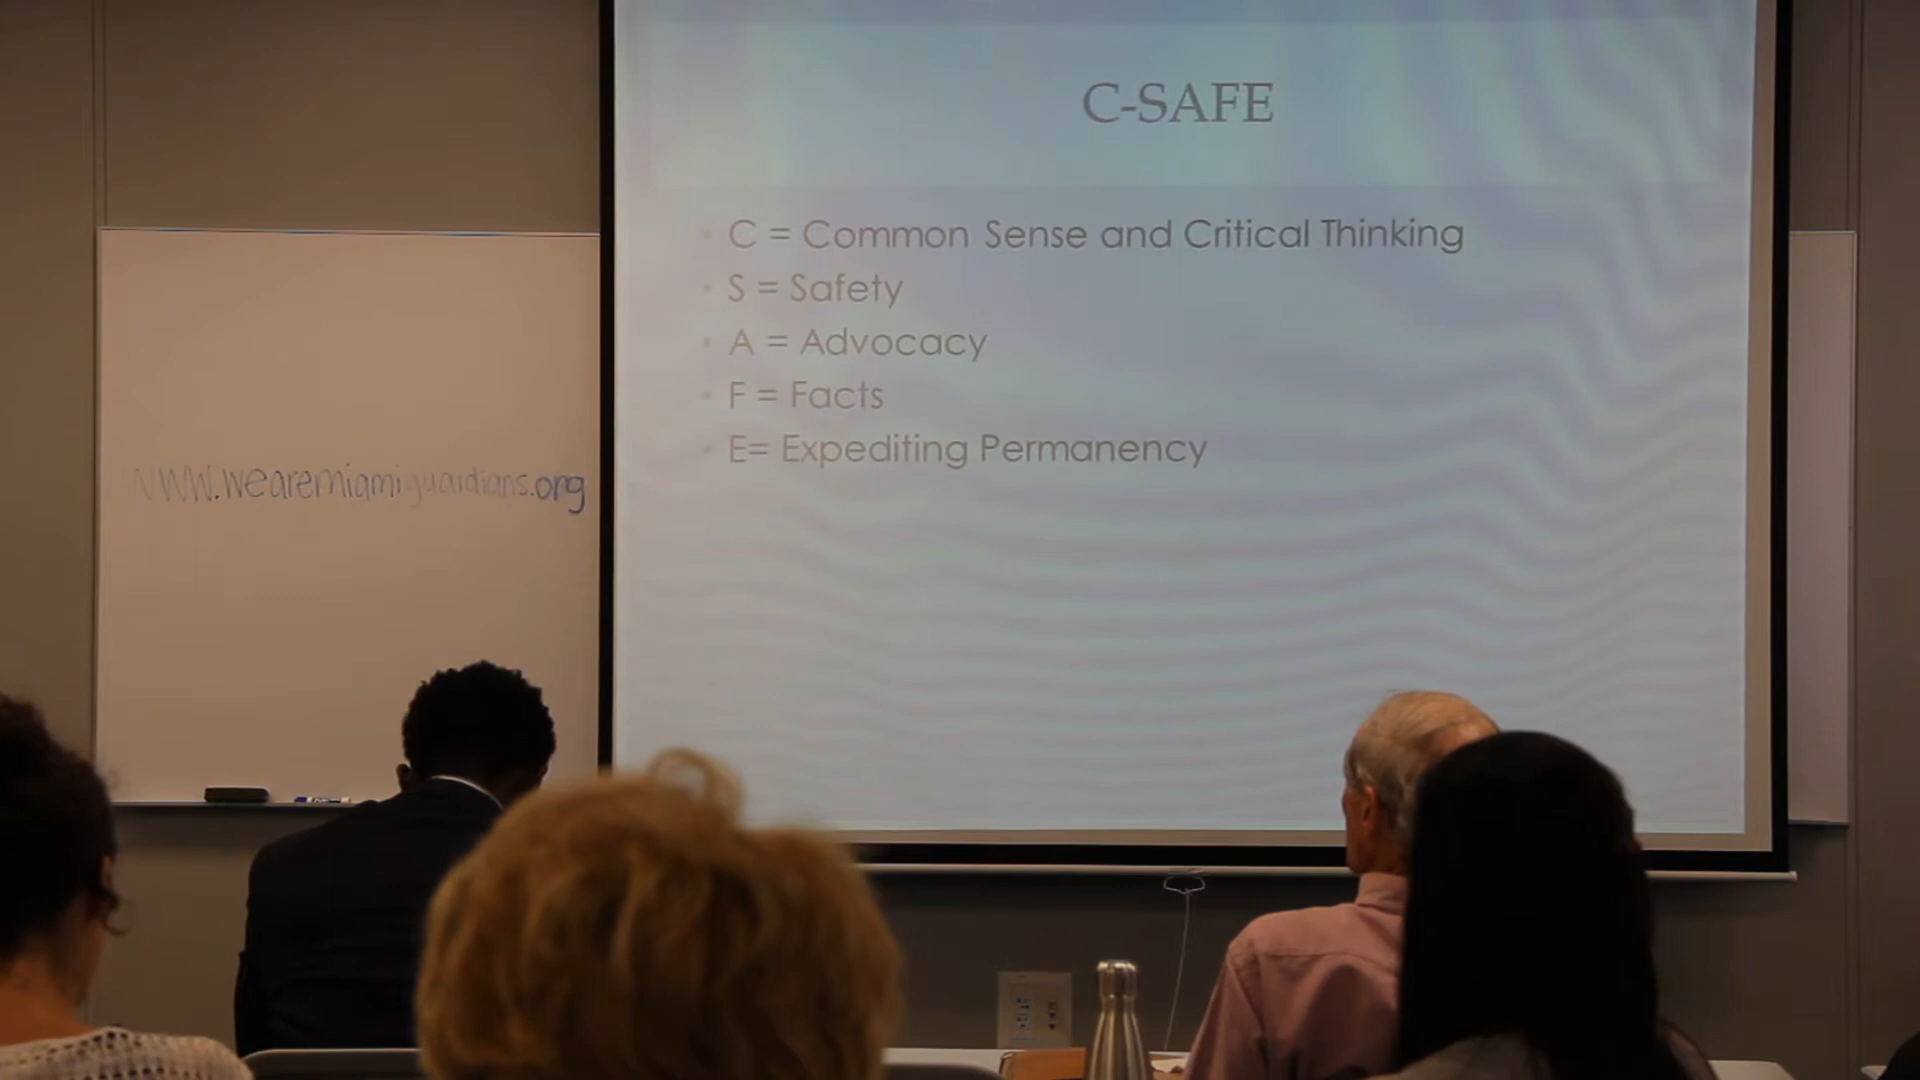 C-SAFE
• C = Common Sense and Critical Thinking
• S = Safety
• A = Advocacy
• F = Facts
• E= Expediting Permanency
www.wearemiamiguardians.org